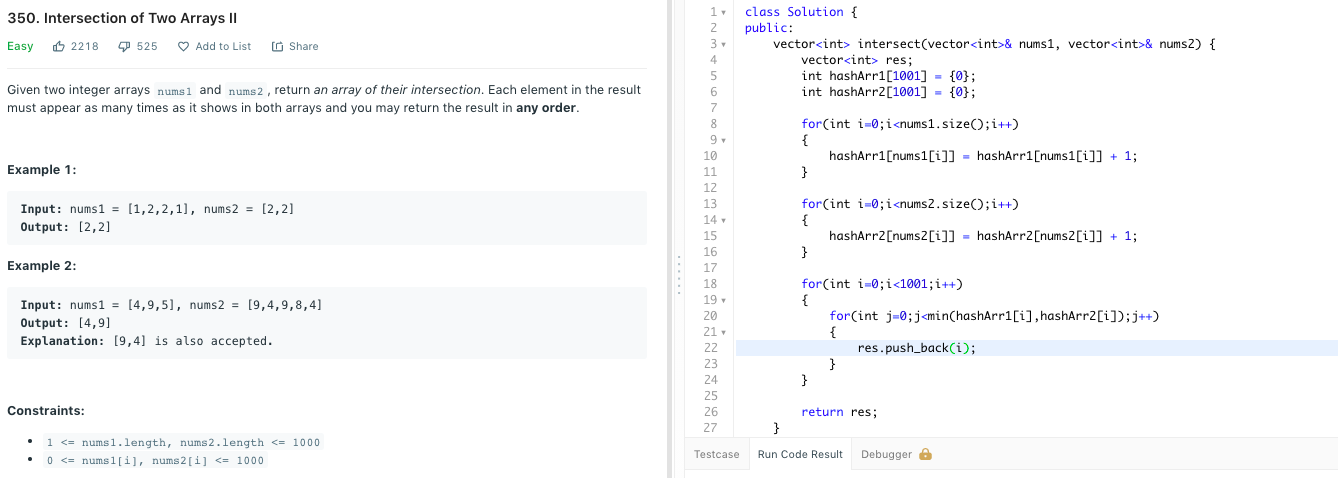 350. Intersection of Two Arrays II
Easy 2218 525 Add to List Share
Given two integer arrays nums1 and nums2, return an array of their intersection. Each element in the result
must appear as many times as it shows in both arrays and you may return the result in any order.
Example 1:
Input: nums1 = [1,2,2,1], nums2 = [2,2]
Output: [2,2]
Example 2:
Input: nums1 = [4,9,5], nums2 = [9,4,9,8,4]
Output: [4,9]
Explanation: [9,4] is also accepted.
Constraints:
• 1 <= nums1.length, nums2.length <= 1000
• 0 <= nums1[i], nums2[i] <= 1000
1 class Solution {
2 public:
3     vector<int> intersect(vector<int>& nums1, vector<int>& nums2) {
4         vector<int> res;
5         int hashArr1[1001] = {0};
6         int hashArr2[1001] = {0};
7
8         for(int i=0;i<nums1.size();i++)
9         {
10             hashArr1[nums1[i]] = hashArr1[nums1[i]] + 1;
11         }
12
13         for(int i=0;i<nums2.size();i++)
14         {
15             hashArr2[nums2[i]] = hashArr2[nums2[i]] + 1;
16         }
17
18         for(int i=0;i<1001;i++)
19         {
20             for(int j=0;j<min(hashArr1[i],hashArr2[i]);j++)
21             {
22                 res.push_back(i);
23             }
24         }
25
26         return res;
27     }
Testcase Run Code Result Debugger